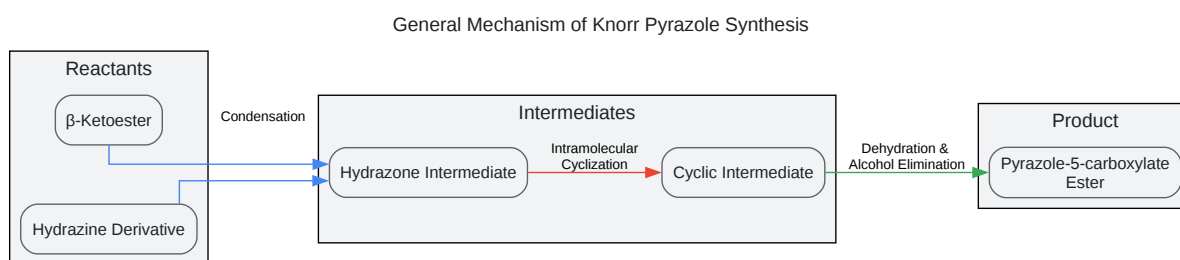 General Mechanism of Knorr Pyrazole Synthesis
Reactants
β-Ketoester
Hydrazine Derivative
Condensation
Intermediates
Hydrazone Intermediate
Intramolecular
Cyclization
Cyclic Intermediate
Dehydration &
Alcohol Elimination
Product
Pyrazole-5-carboxylate
Ester